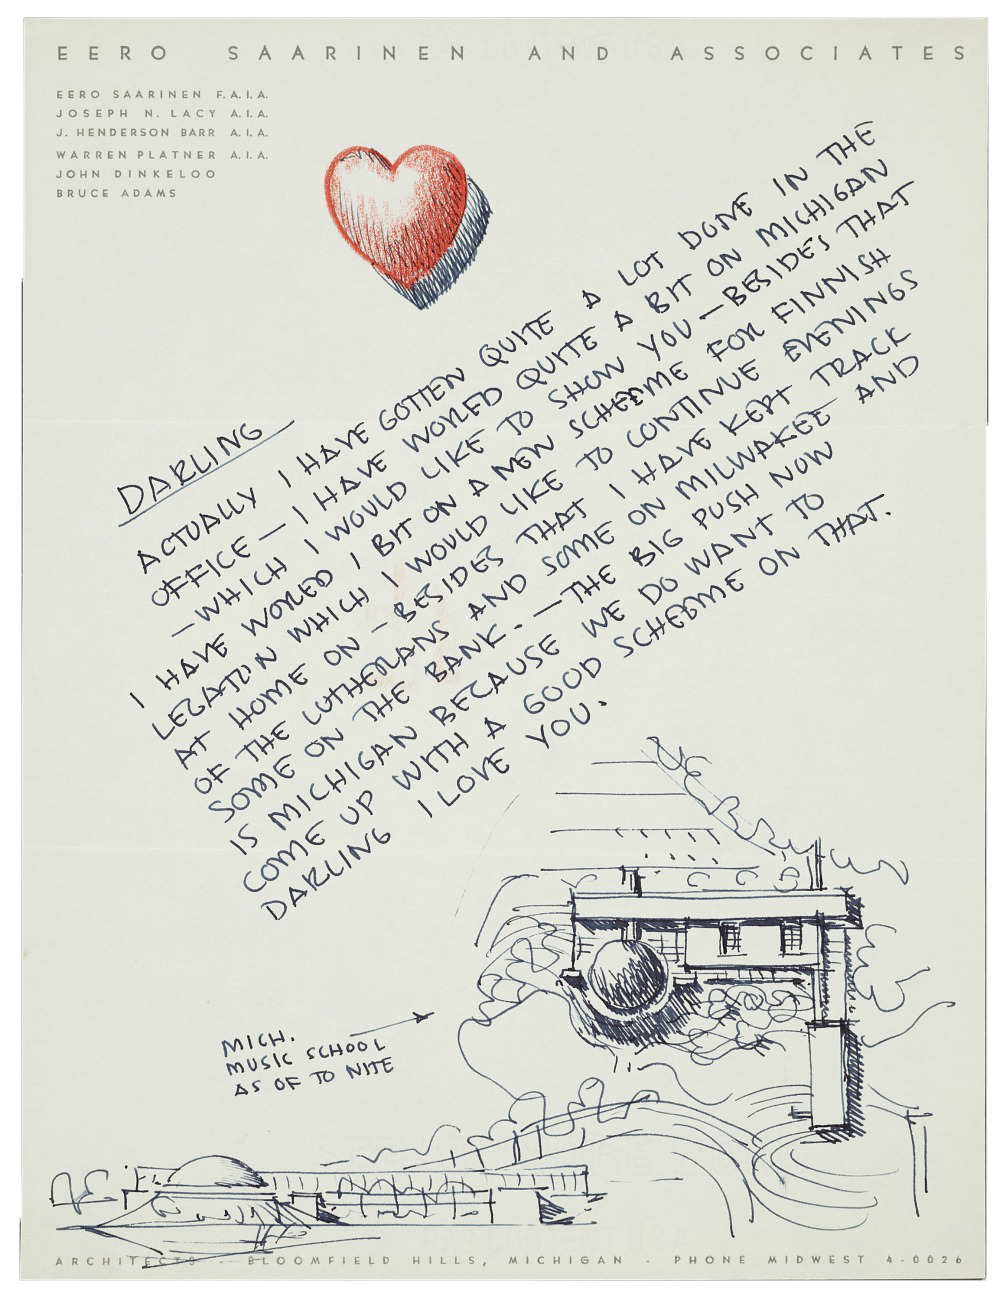 EERO SAARINEN AND ASSOCIATES
EERO SAARINEN F.A.I.A.
JOSEPH N. LACY A.I.A.
J. HENDERSON BARR A.I.A.
WARREN PLATNER A.I.A.
JOHN DINKELOO
BRUCE ADAMS
DARLING
ACTUALLY I HAVE GOTTEN QUITE A LOT DONE IN THE
OFFICE — I HAVE WORKED QUITE A BIT ON MICHIGAN
— WHICH I WOULD LIKE TO SHOW YOU — BESIDES THAT
I HAVE WORKED I BIT ON A NEW SCHEEME FOR FINNISH
LEGATION WHICH I WOULD LIKE TO CONTINUE EVENINGS
AT HOME ON — BESIDES THAT I HAVE KEPT TRACK
OF THE LUTHERANS AND SOME ON MILWAKEE AND
SOME ON THE BANK. — THE BIG PUSH NOW
IS MICHIGAN BECAUSE WE DO WANT TO
COME UP WITH A GOOD SCHEEME ON THAT.
DARLING I LOVE YOU.
MICH.
MUSIC SCHOOL
AS OF TO NITE
ARCHITECTS - BLOOMFIELD HILLS, MICHIGAN - PHONE MIDWEST 4-0026